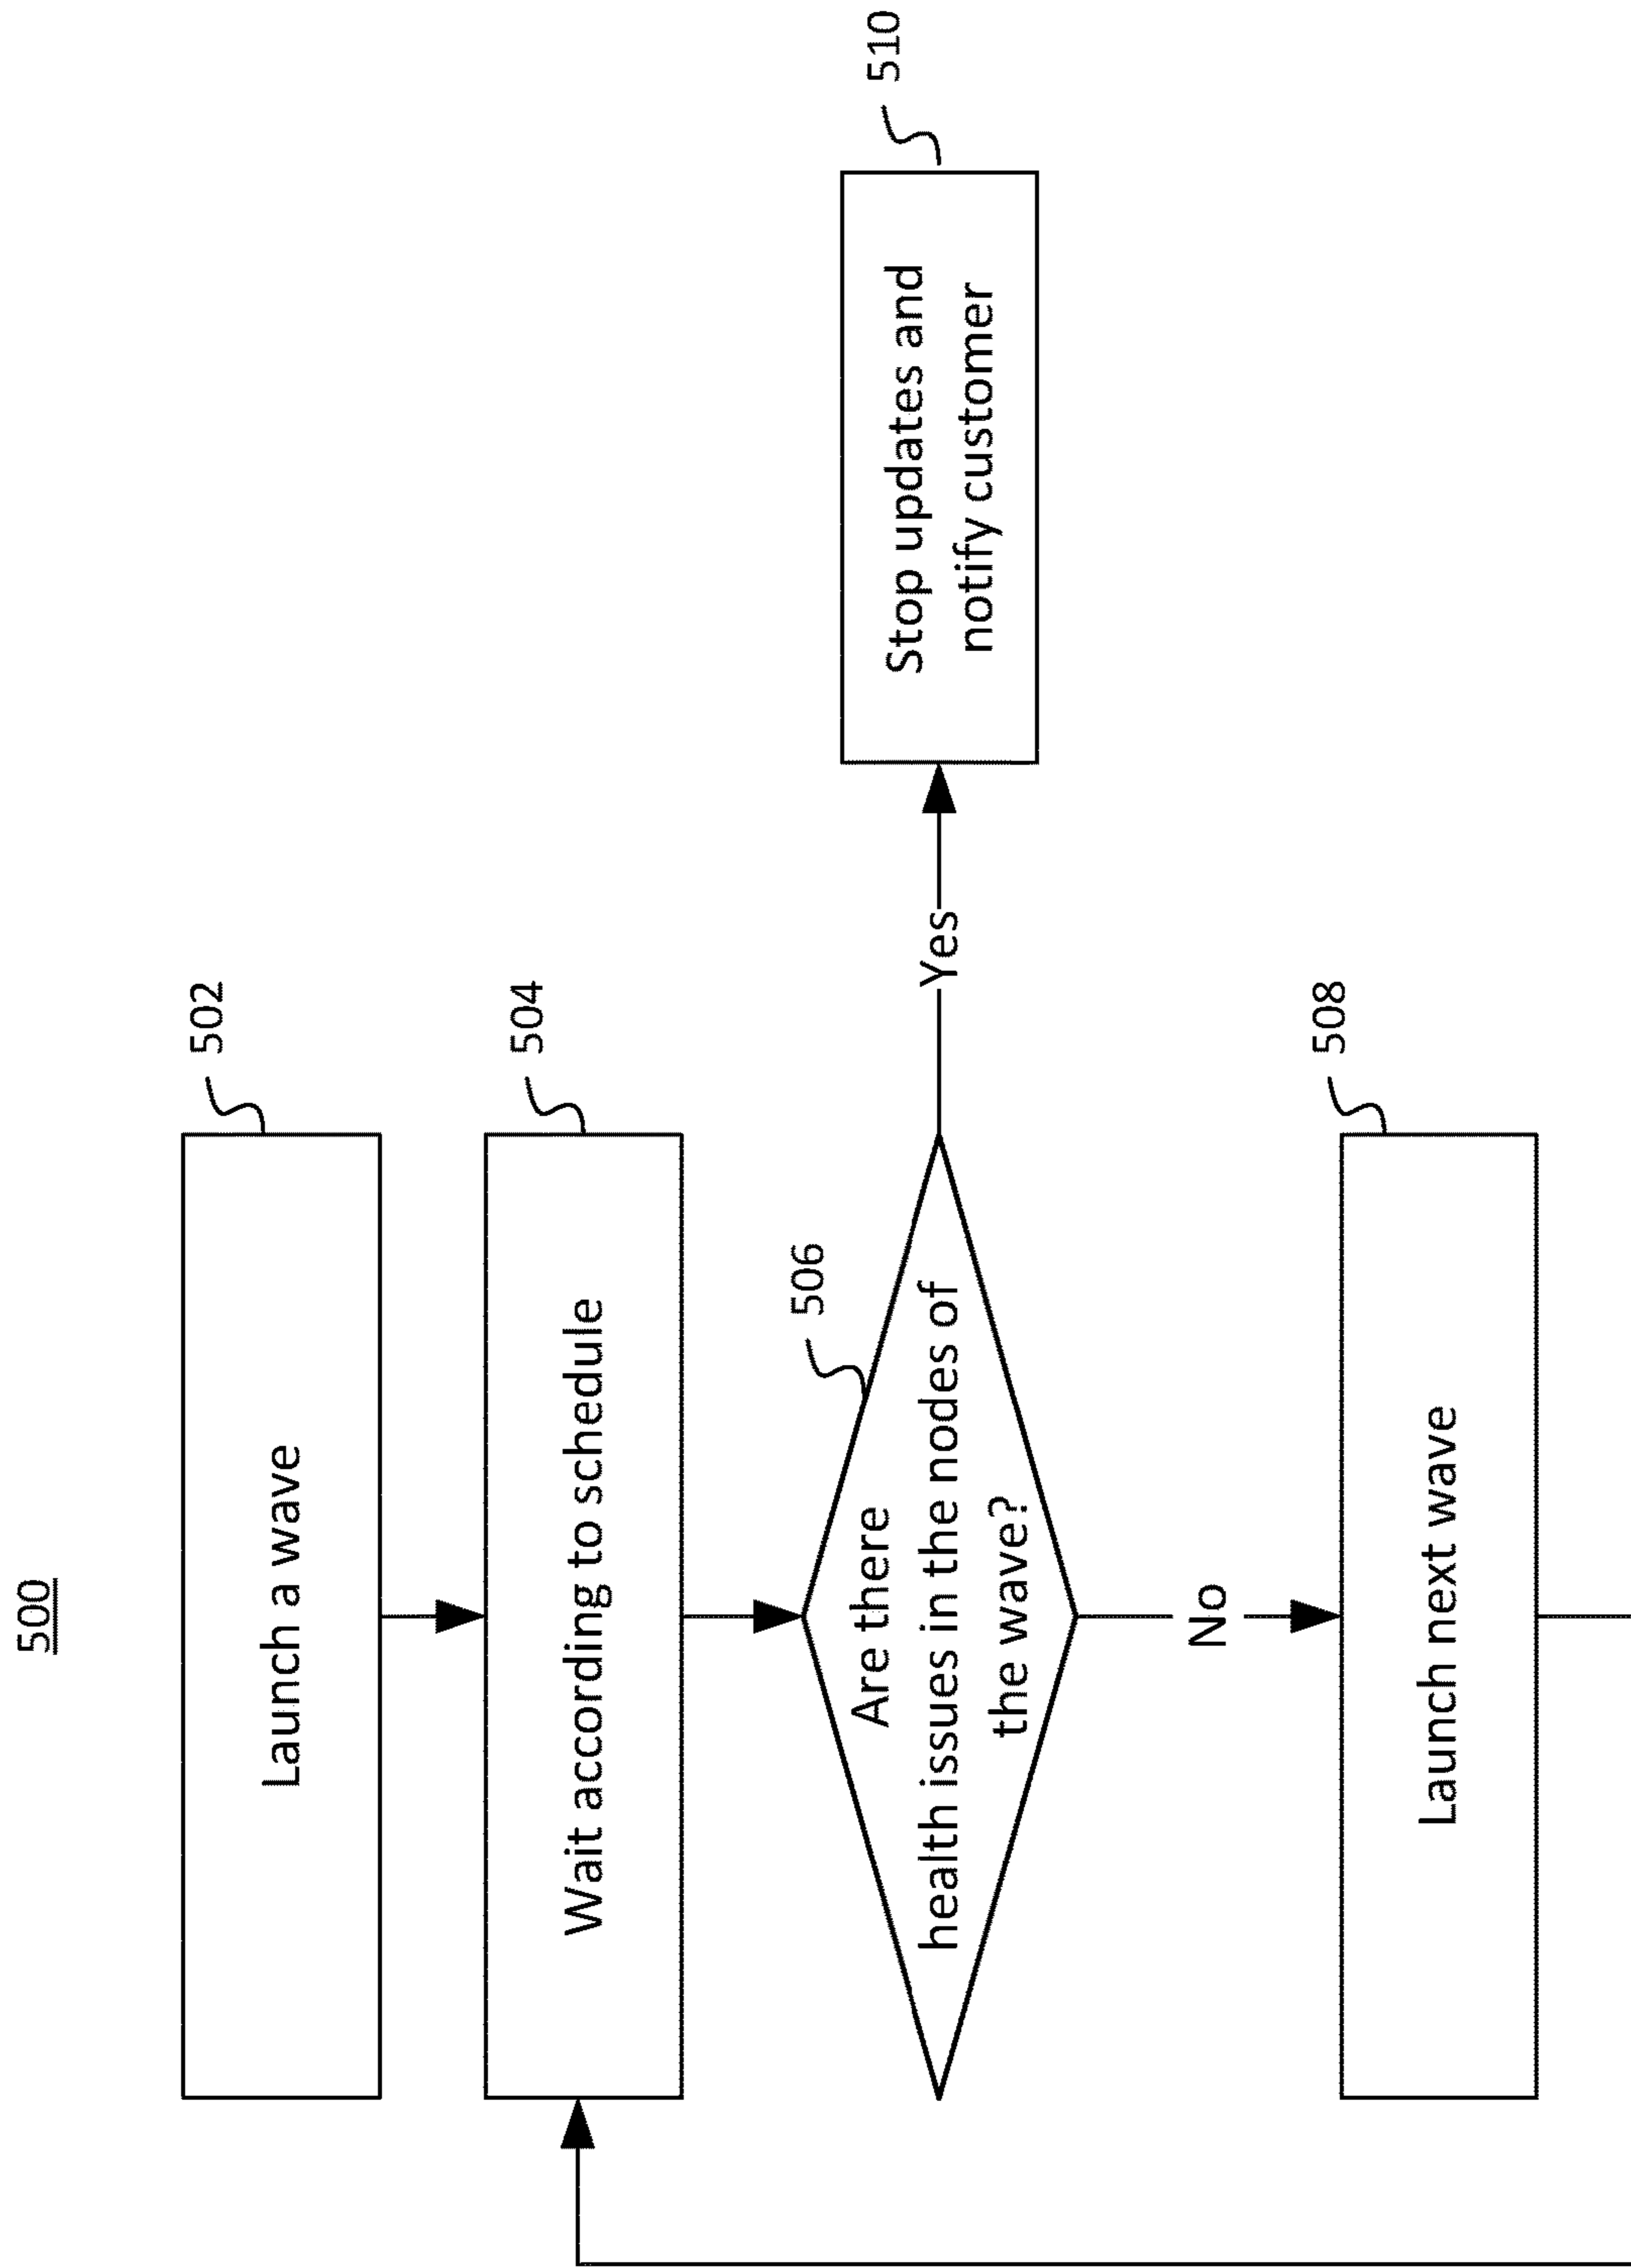 500
Launch a wave
502
Wait according to schedule
504
506
Are there
health issues in the nodes of
the wave?
Yes
Stop updates and
notify customer
510
No
Launch next wave
508